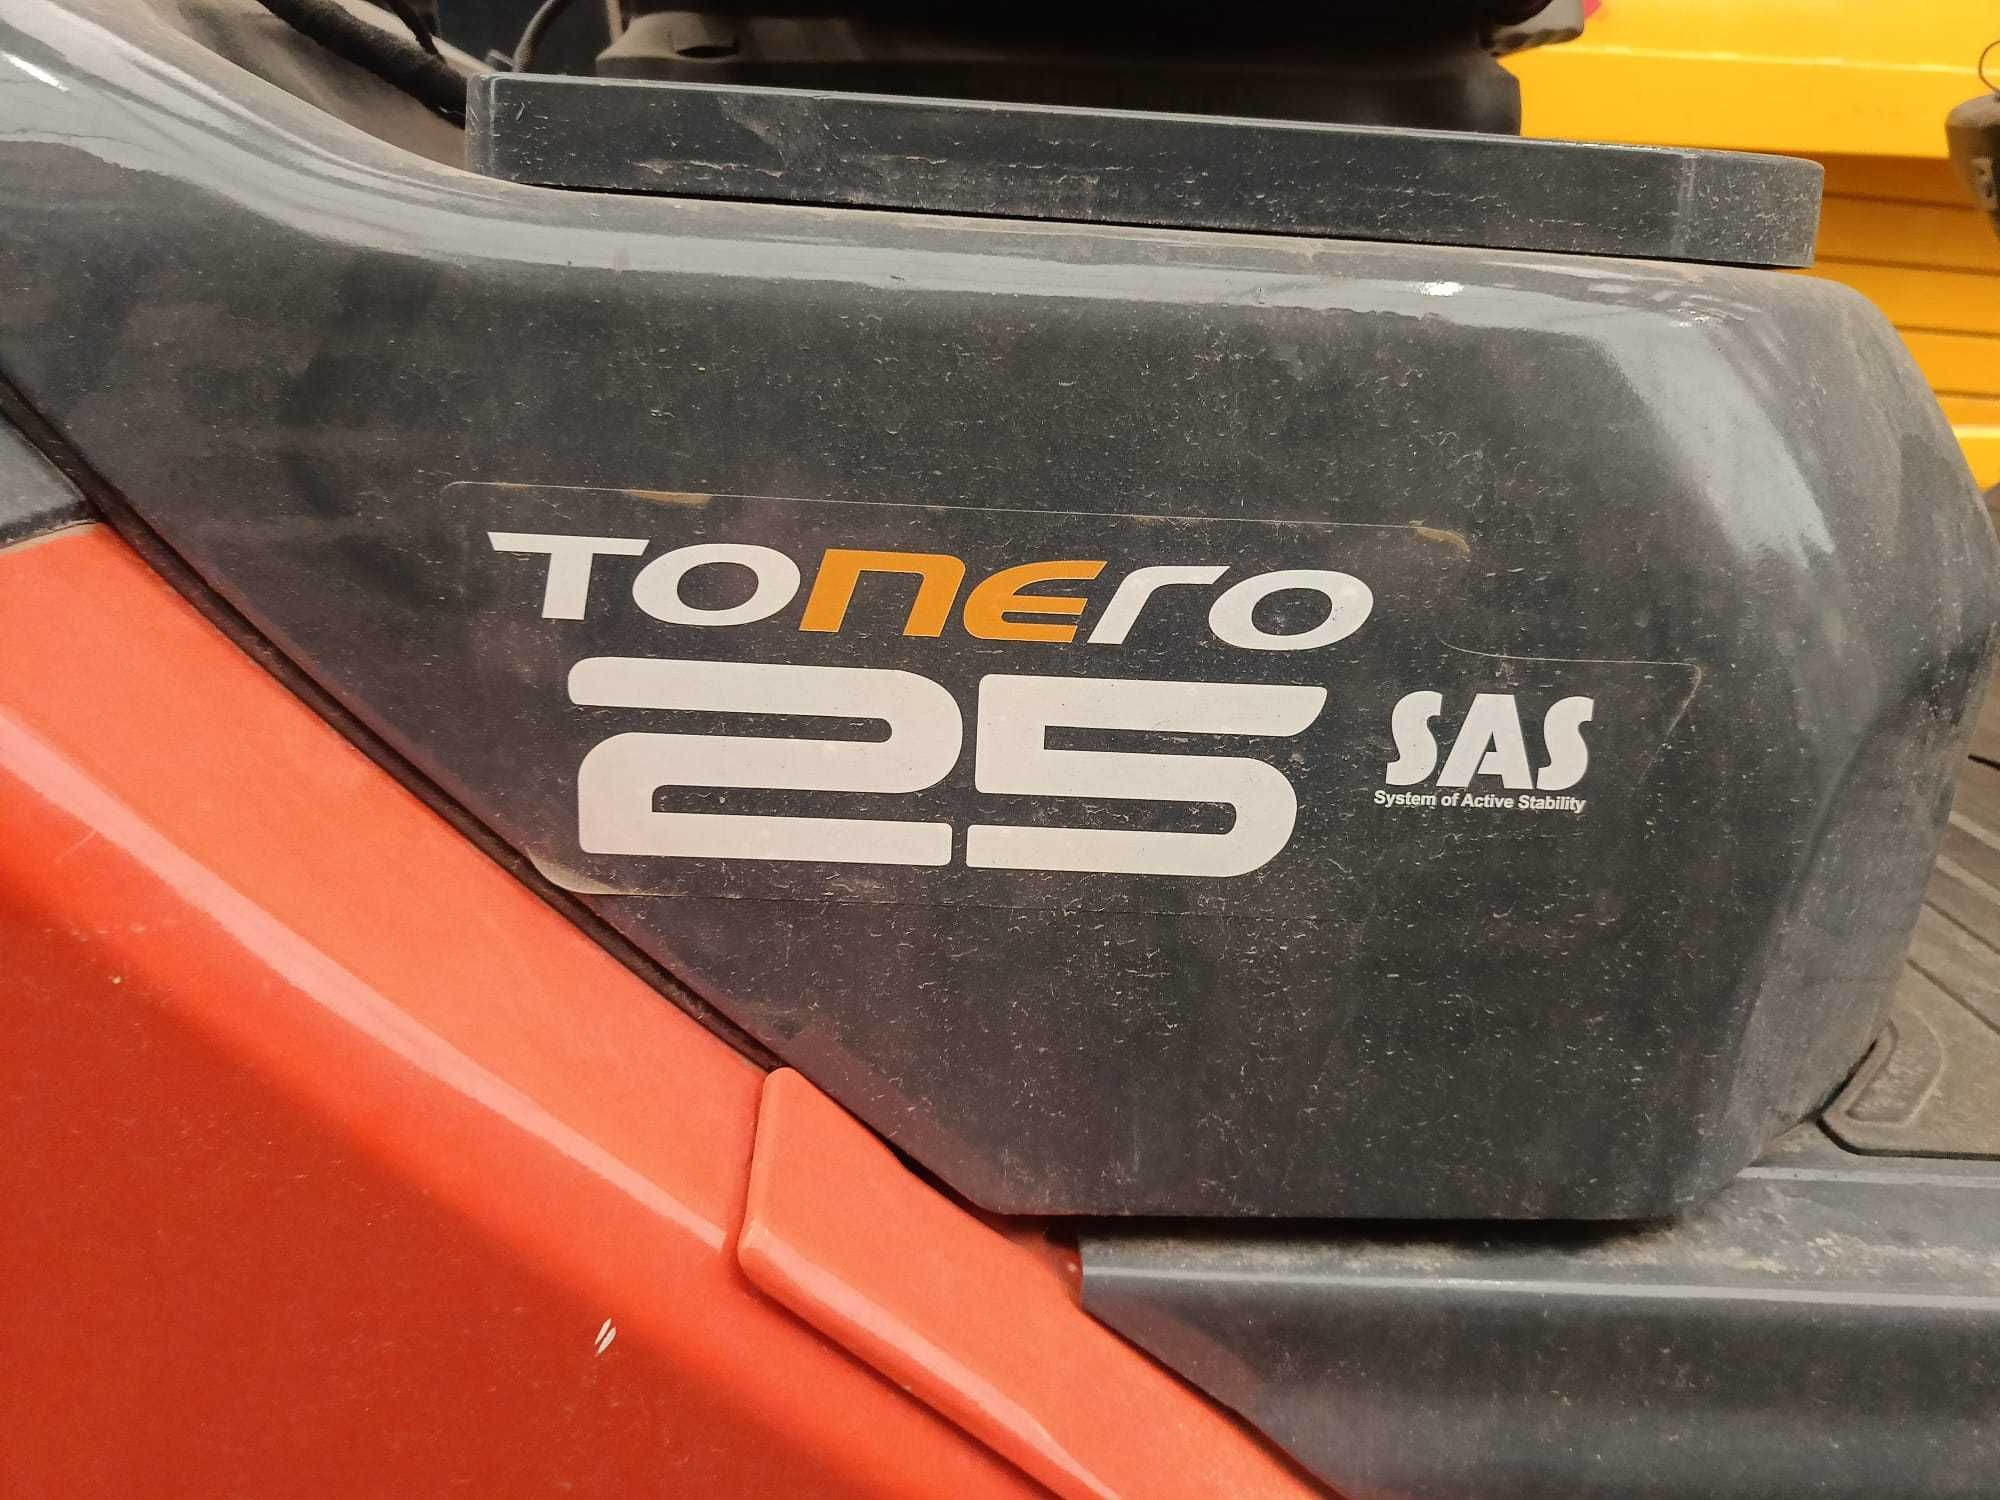 TONERO
25
SAS
System of Active Stability